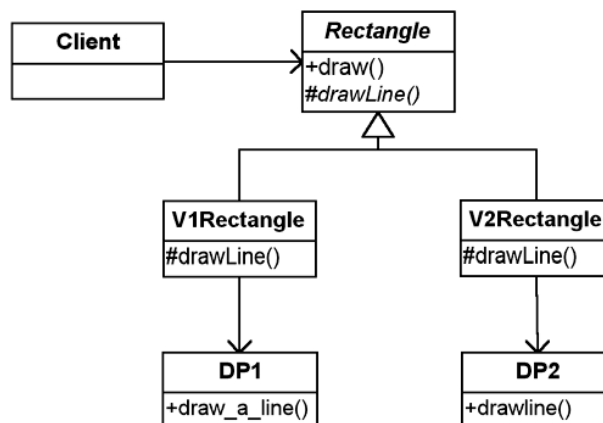 Client
Rectangle
+draw()
#drawLine()
V1Rectangle
#drawLine()
V2Rectangle
#drawLine()
DP1
+draw_a_line()
DP2
+drawline()